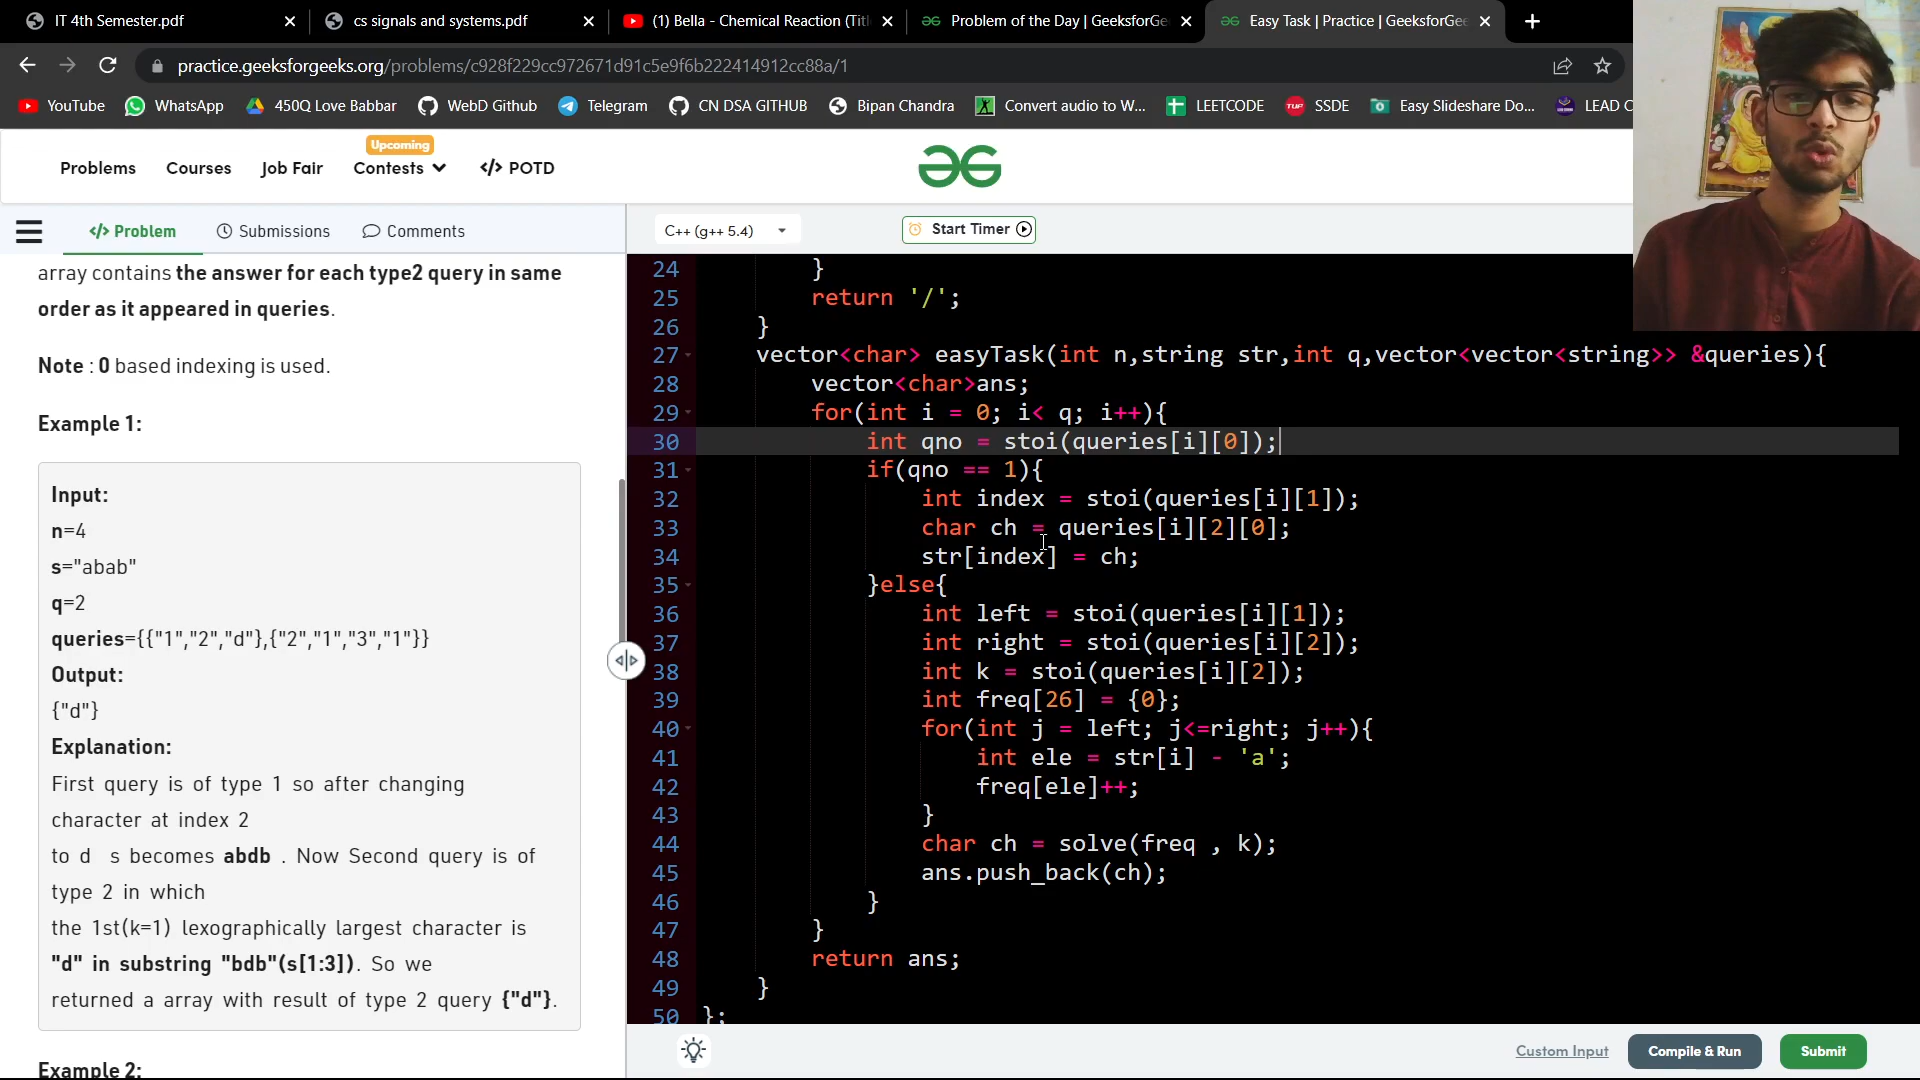 IT 4th Semester.pdf
cs signals and systems.pdf
(1) Bella - Chemical Reaction (Titl
Problem of the Day | GeeksforGe
Easy Task | Practice | GeeksforGe
practice.geeksforgeeks.org/problems/c928f229cc972671d91c5e9f6b222414912cc88a/1
YouTube
WhatsApp
450Q Love Babbar
WebD Github
Telegram
CN DSA GITHUB
Bipan Chandra
Convert audio to W...
LEETCODE
TUF
SSDE
Easy Slideshare Do...
LEAD C
Problems
Courses
Job Fair
Upcoming
Contests
</> POTD
</> Problem
Submissions
Comments
C++ (g++ 5.4)
Start Timer
array contains the answer for each type2 query in same
order as it appeared in queries.
Note : 0 based indexing is used.
Example 1:
Input:
n=4
s="abab"
q=2
queries={{"1","2","d"},{"2","1","3","1"}}
Output:
{"d"}
Explanation:
First query is of type 1 so after changing
character at index 2
to d  s becomes abdb . Now Second query is of
type 2 in which
the 1st(k=1) lexographically largest character is
"d" in substring "bdb"(s[1:3]). So we
returned a array with result of type 2 query {"d"}.
Example 2:
24 }
25 return '/';
26 }
27 vector<char> easyTask(int n,string str,int q,vector<vector<string>> &queries){
28 vector<char>ans;
29 for(int i = 0; i< q; i++){
30 int qno = stoi(queries[i][0]);
31 if(qno == 1){
32 int index = stoi(queries[i][1]);
33 char ch = queries[i][2][0];
34 str[index] = ch;
35 }else{
36 int left = stoi(queries[i][1]);
37 int right = stoi(queries[i][2]);
38 int k = stoi(queries[i][2]);
39 int freq[26] = {0};
40 for(int j = left; j<=right; j++){
41 int ele = str[i] - 'a';
42 freq[ele]++;
43 }
44 char ch = solve(freq , k);
45 ans.push_back(ch);
46 }
47 }
48 return ans;
49 }
50 };
Custom Input
Compile & Run
Submit